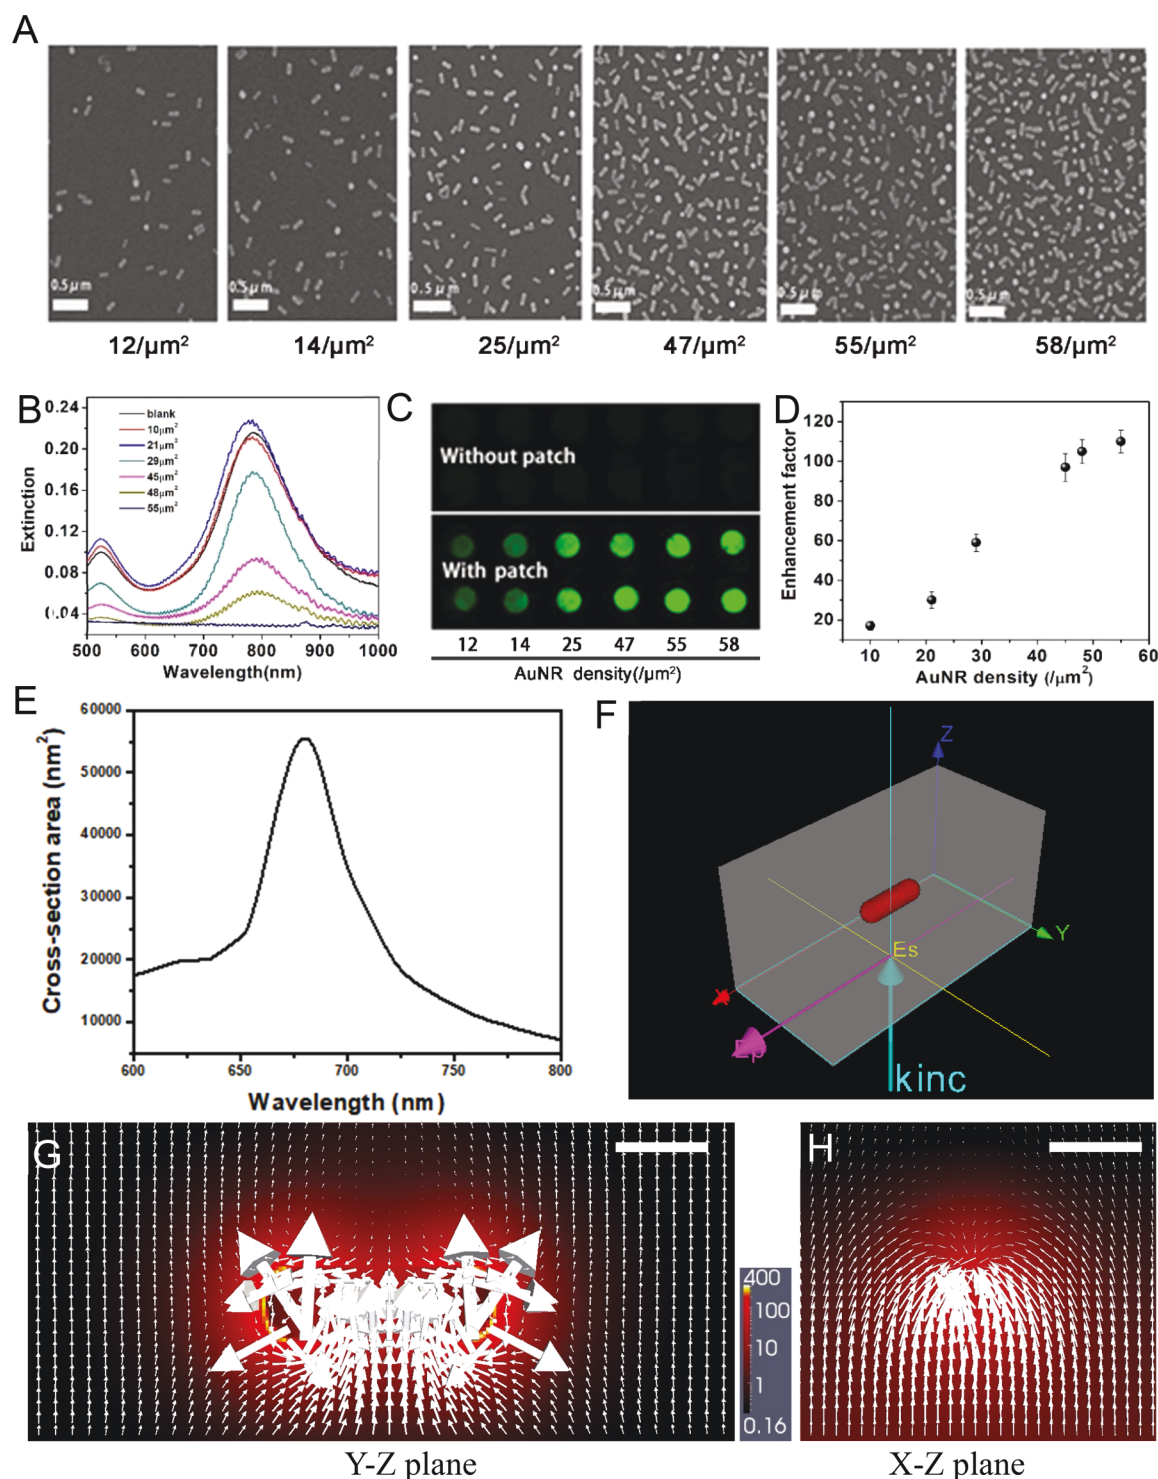 A
0.5μm
0.5μm
0.5μm
0.5μm
0.5μm
0.5μm
12/μm²
14/μm²
25/μm²
47/μm²
55/μm²
58/μm²
B
0.24
0.20
0.16
0.12
0.08
0.04
Extinction
blank
10μm²
21μm²
29μm²
45μm²
48μm²
55μm²
500 600 700 800 900 1000
Wavelength(nm)
C
Without patch
With patch
12 14 25 47 55 58
AuNR density(/μm²)
D
120
100
80
60
40
20
Enhancement factor
10 20 30 40 50 60
AuNR density (/μm²)
E
60000
50000
40000
30000
20000
10000
Cross-section area (nm²)
600 650 700 750 800
Wavelength (nm)
F
Z
Y
Es
X
Ep
kinc
G
400
100
10
1
0.16
H
Y-Z plane
X-Z plane